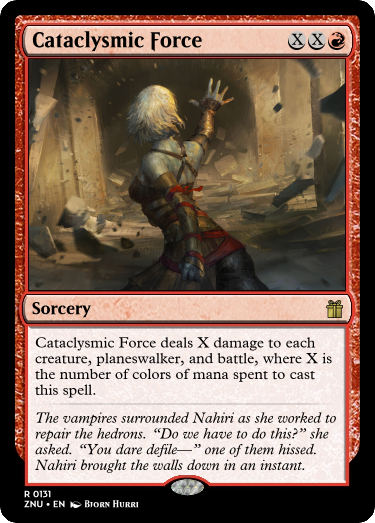 Cataclysmic Force XXR
Sorcery
Cataclysmic Force deals X damage to each
creature, planeswalker, and battle, where X is
the number of colors of mana spent to cast
this spell.
The vampires surrounded Nahiri as she worked to
repair the hedrons. “Do we have to do this?” she
asked. “You dare defile—” one of them hissed.
Nahiri brought the walls down in an instant.
R 0131
ZNU • EN Bjorn Hurri